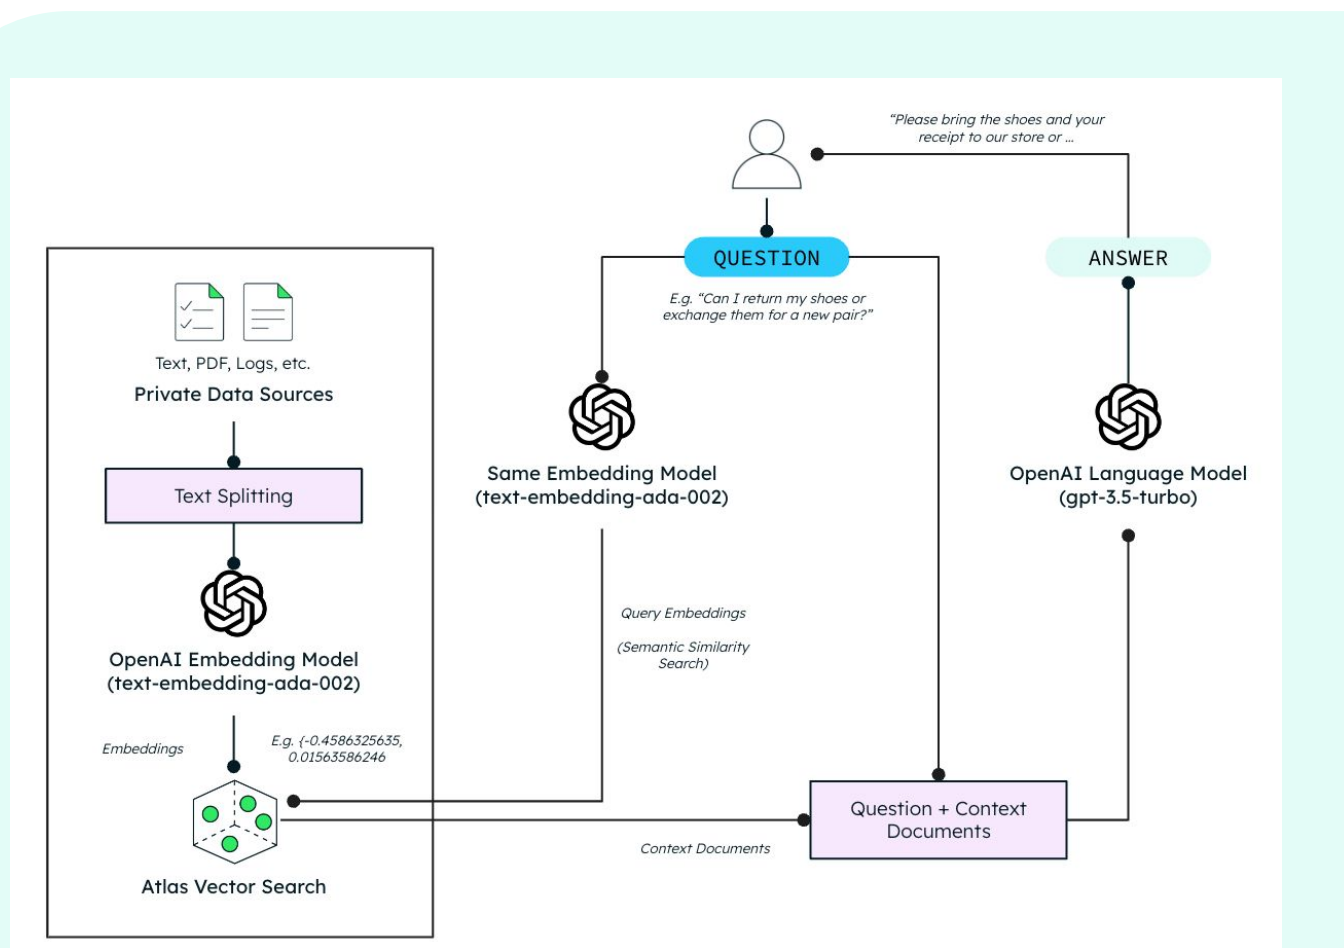 “Please bring the shoes and your
receipt to our store or ...
QUESTION
ANSWER
E.g. “Can I return my shoes or
exchange them for a new pair?”
Text, PDF, Logs, etc.
Private Data Sources
Text Splitting
OpenAI Embedding Model
(text-embedding-ada-002)
Embeddings
E.g. {-0.4586325635,
0.01563586246
Atlas Vector Search
Same Embedding Model
(text-embedding-ada-002)
Query Embeddings
(Semantic Similarity
Search)
Context Documents
Question + Context
Documents
OpenAI Language Model
(gpt-3.5-turbo)